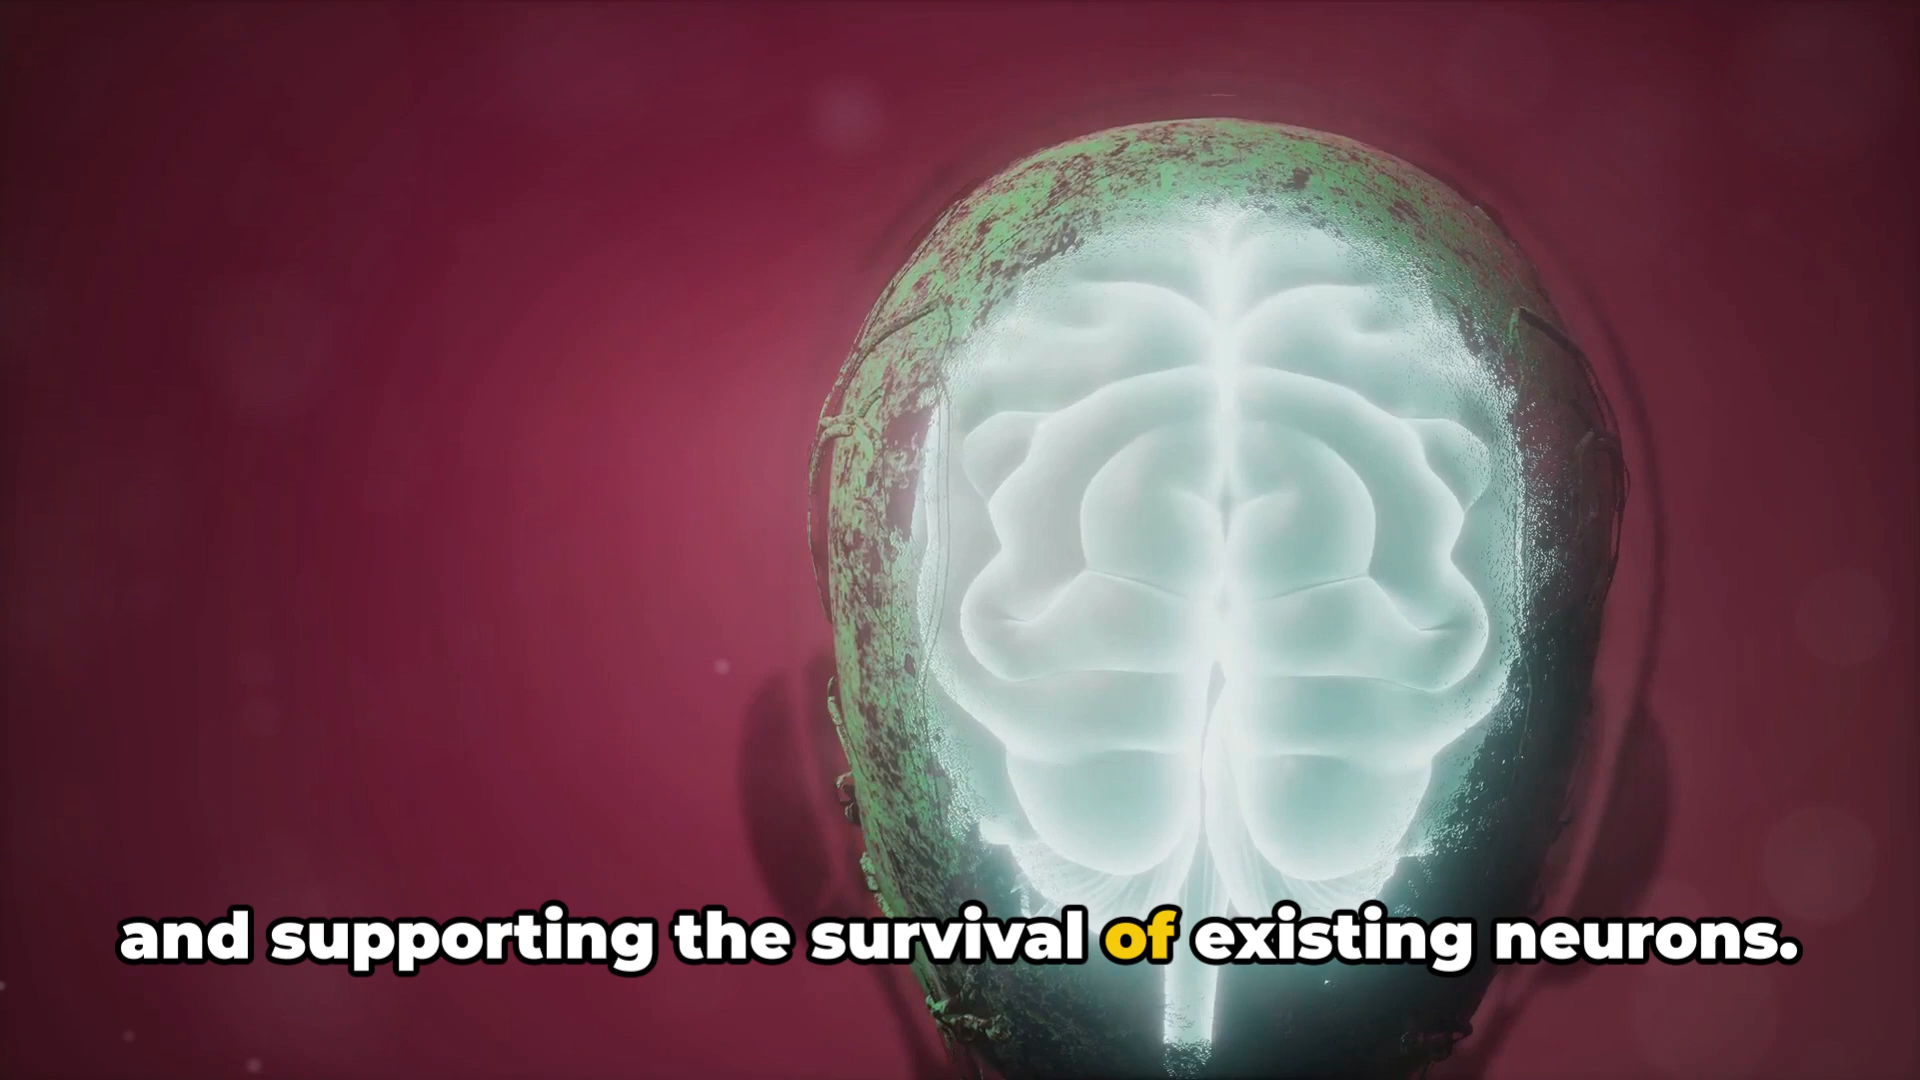 and supporting the survival of existing neurons.